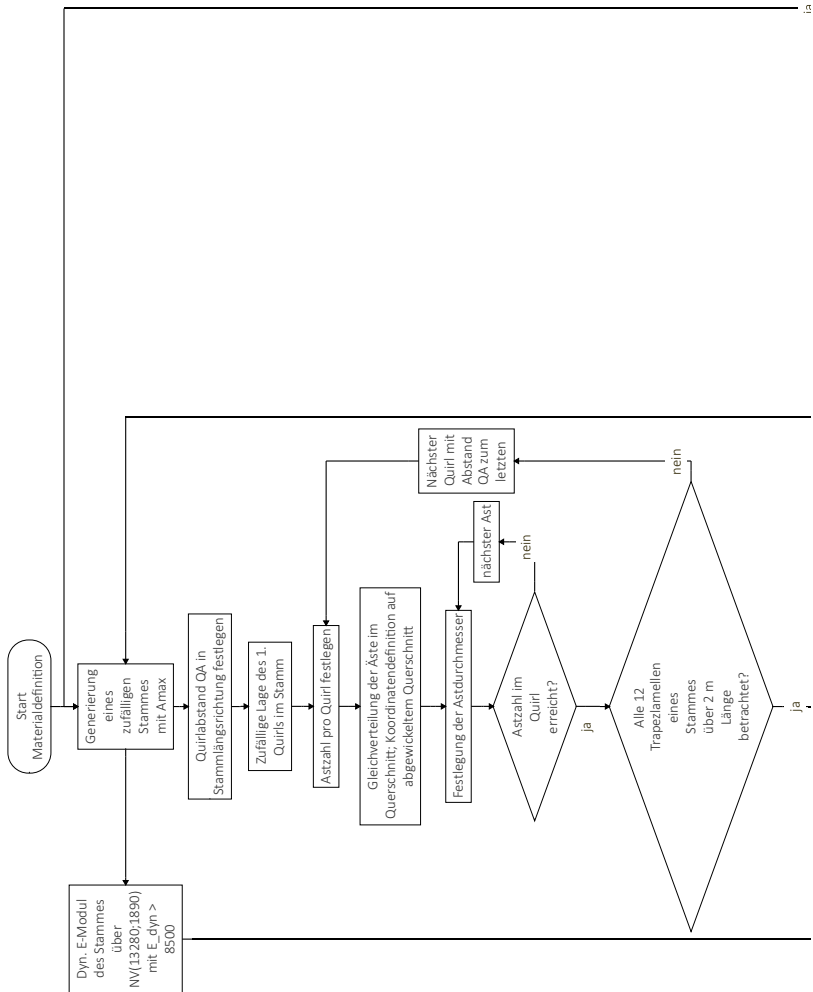 Start
Materialdefinition
Generierung
eines
zufälligen
Stammes
mit Amax
Dyn. E-Modul
des Stammes
über
NV(13280;1890)
mit E_dyn >
8500
Quirlabstand QA in
Stammlängsrichtung festlegen
Zufällige Lage des 1.
Quirls im Stamm
Astzahl pro Quirl festlegen
Gleichverteilung der Äste im
Querschnitt; Koordinatendefinition auf
abgewickeltem Querschnitt
Festlegung der Astdurchmesser
nächster Ast
Astzahl im
Quirl
erreicht?
nein
ja
Nächster
Quirl mit
Abstand
QA zum
letzten
Alle 12
Trapezlamellen
eines
Stammes
über 2 m
Länge
betrachtet?
nein
ja
ja